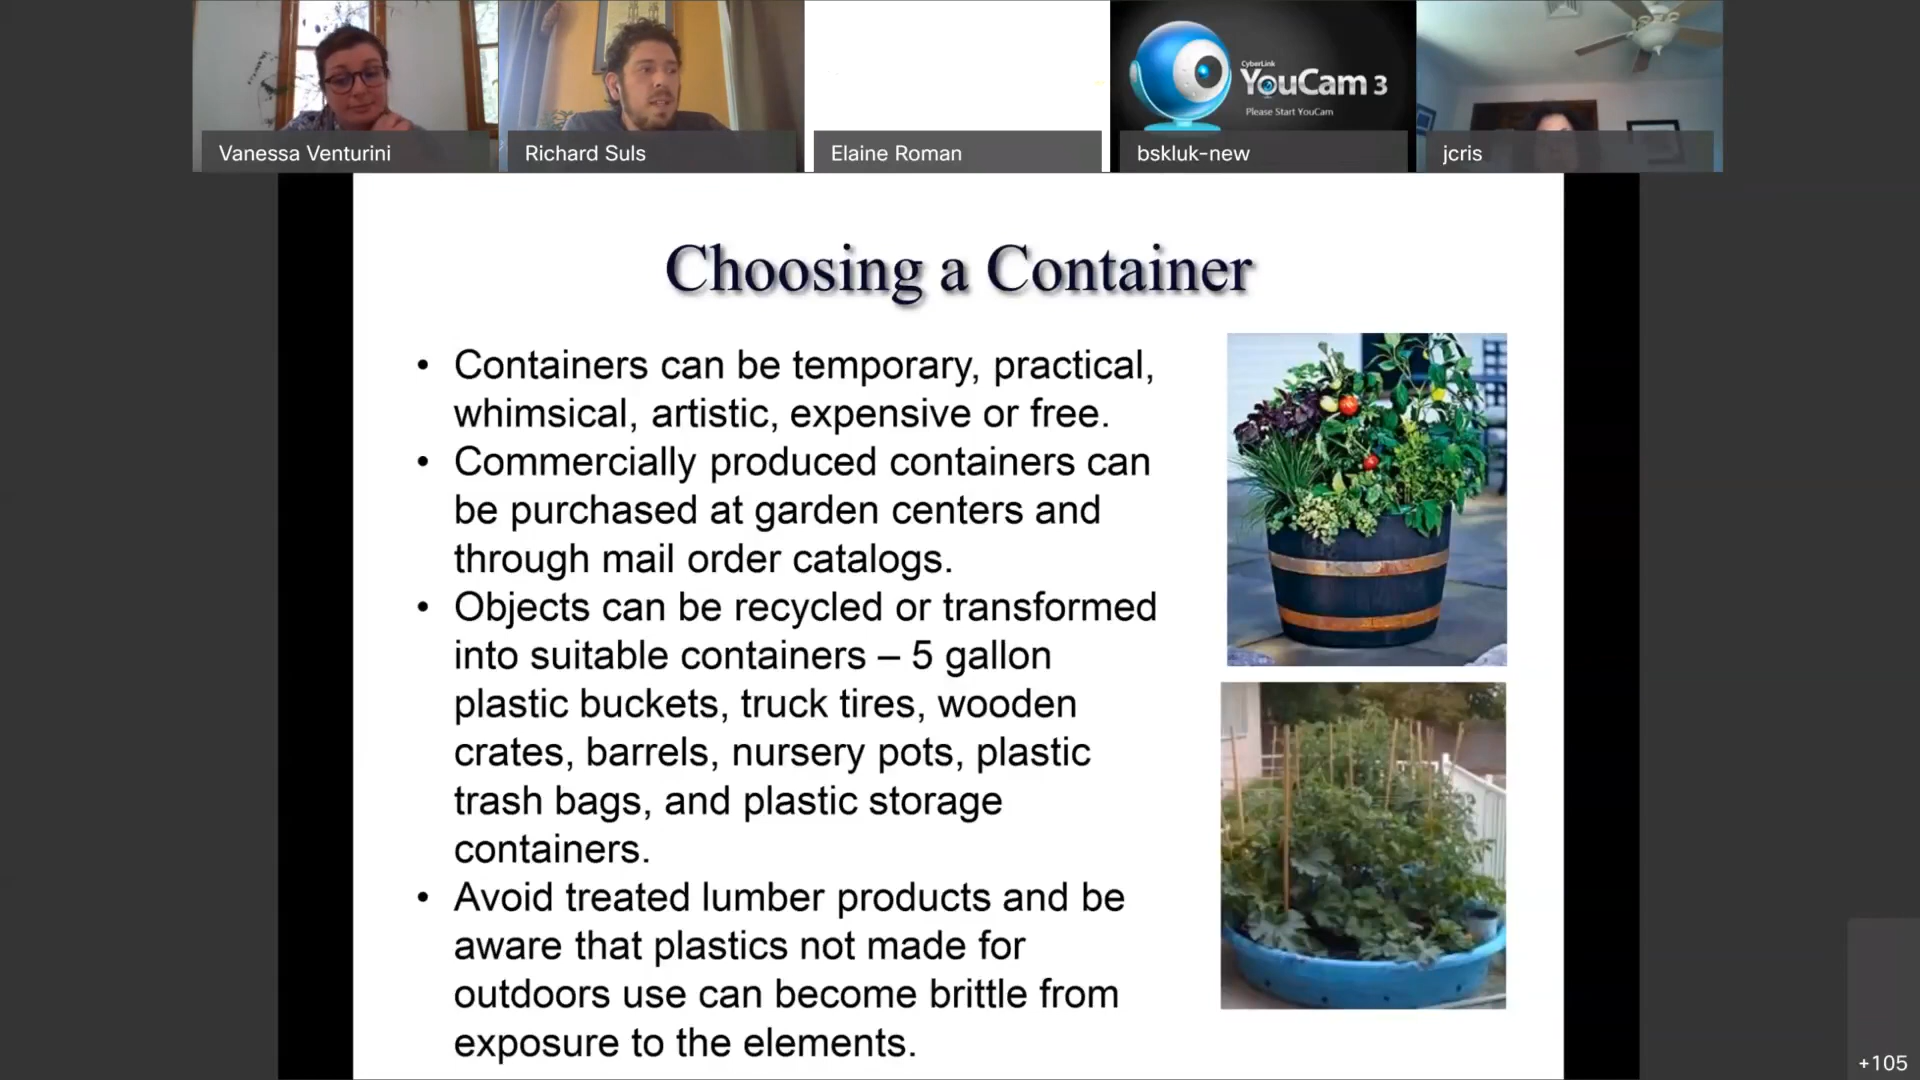 CyberLink
YouCam 3
Please Start YouCam
Vanessa Venturini
Richard Suls
Elaine Roman
bskluk-new
jcris
Choosing a Container
• Containers can be temporary, practical,
whimsical, artistic, expensive or free.
• Commercially produced containers can
be purchased at garden centers and
through mail order catalogs.
• Objects can be recycled or transformed
into suitable containers – 5 gallon
plastic buckets, truck tires, wooden
crates, barrels, nursery pots, plastic
trash bags, and plastic storage
containers.
• Avoid treated lumber products and be
aware that plastics not made for
outdoors use can become brittle from
exposure to the elements.
+105